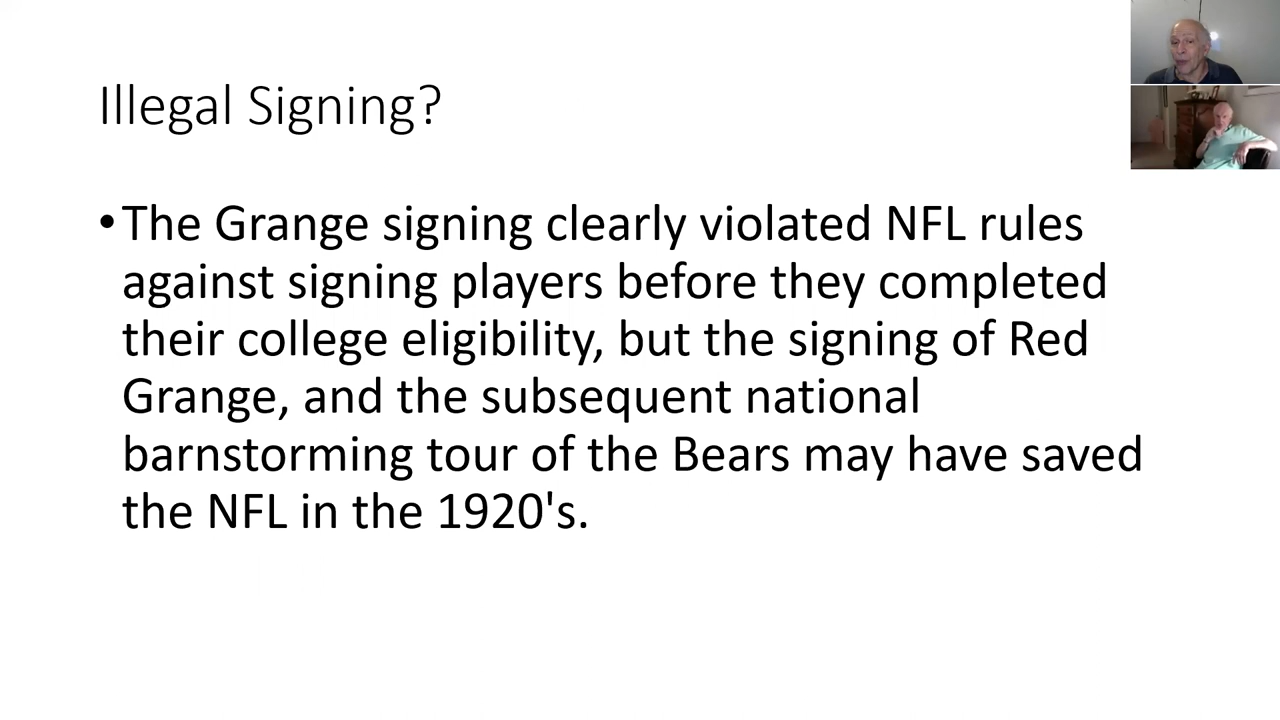 Illegal Signing?
•The Grange signing clearly violated NFL rules
against signing players before they completed
their college eligibility, but the signing of Red
Grange, and the subsequent national
barnstorming tour of the Bears may have saved
the NFL in the 1920's.